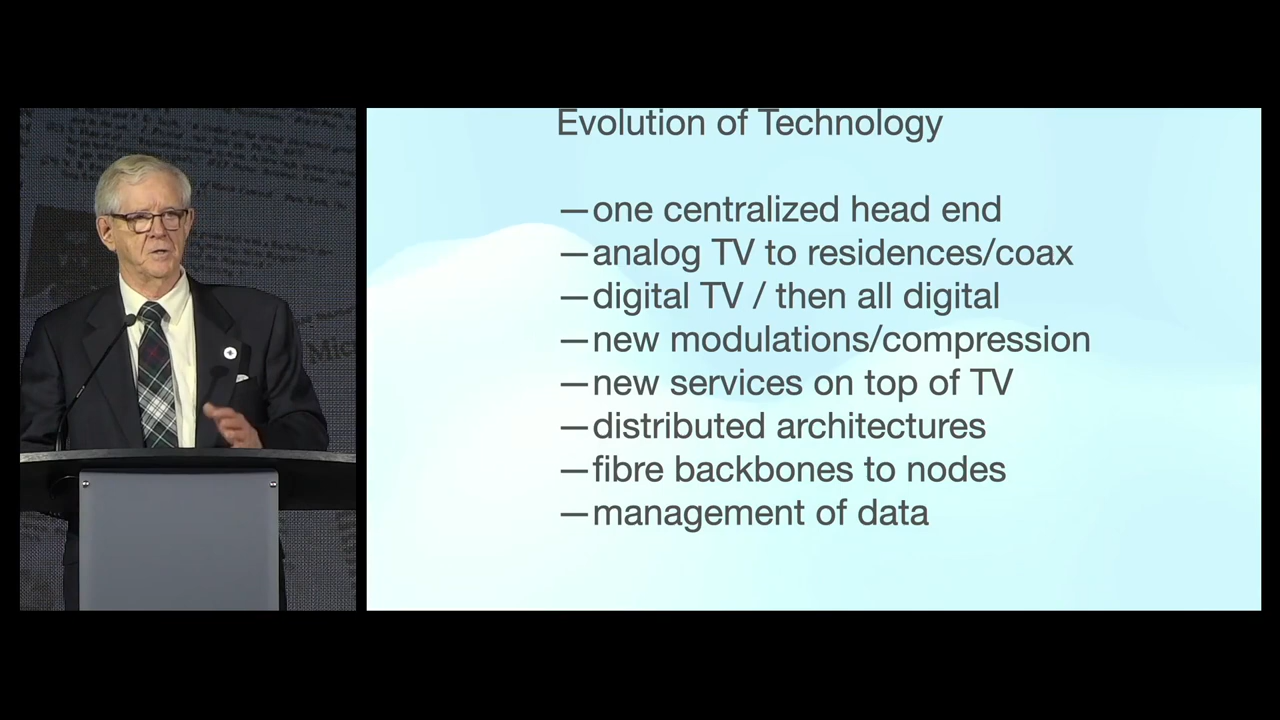 Evolution of Technology
—one centralized head end
—analog TV to residences/coax
—digital TV / then all digital
—new modulations/compression
—new services on top of TV
—distributed architectures
—fibre backbones to nodes
—management of data